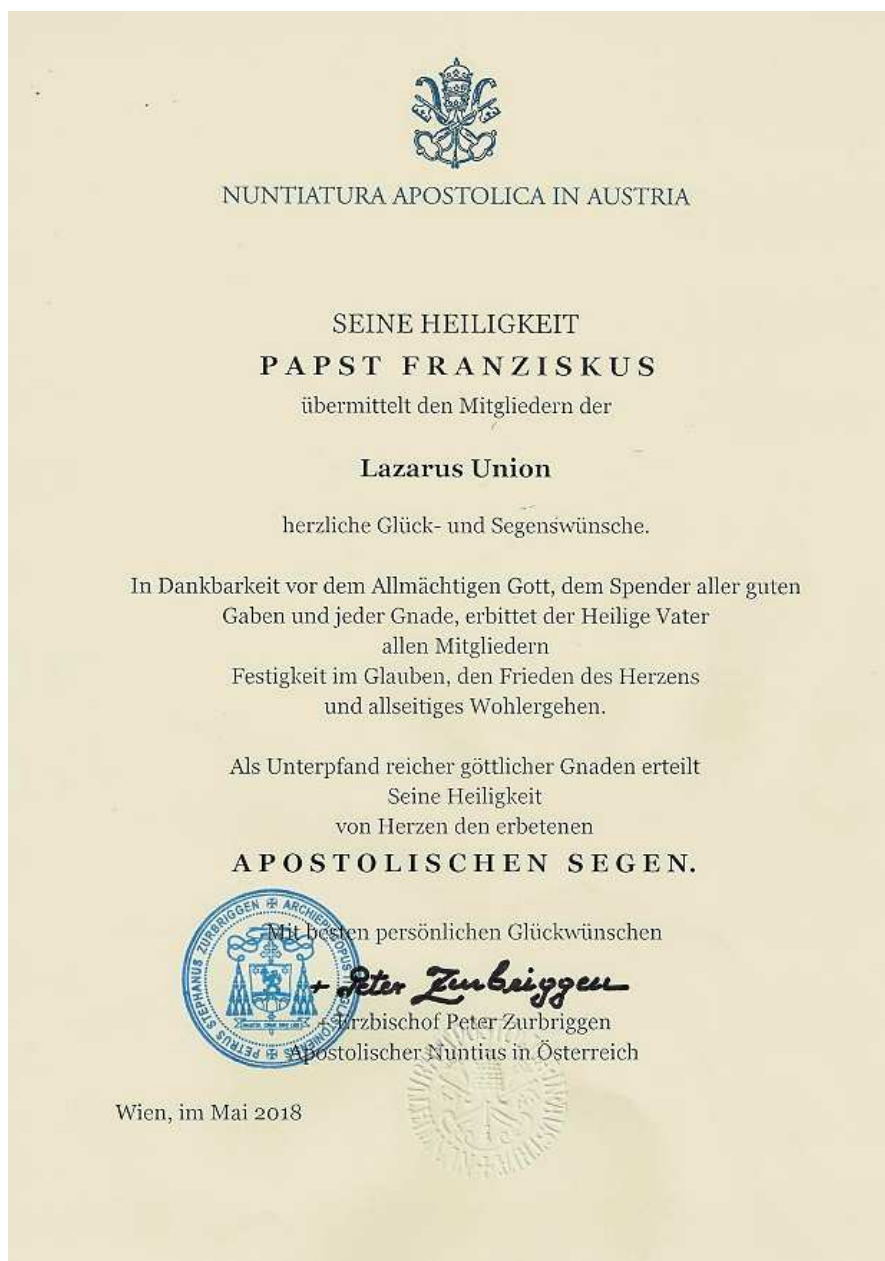 NUNTIATURA APOSTOLICA IN AUSTRIA
SEINE HEILIGKEIT
PAPST FRANZISKUS
übermittelt den Mitgliedern der
Lazarus Union
herzliche Glück- und Segenswünsche.
In Dankbarkeit vor dem Allmächtigen Gott, dem Spender aller guten
Gaben und jeder Gnade, erbittet der Heilige Vater
allen Mitgliedern
Festigkeit im Glauben, den Frieden des Herzens
und allseitiges Wohlergehen.
Als Unterpfand reicher göttlicher Gnaden erteilt
Seine Heiligkeit
von Herzen den erbetenen
APOSTOLISCHEN SEGEN.
Mit besten persönlichen Glückwünschen
+ Peter Zurbriggen
+ Erzbischof Peter Zurbriggen
Apostolischer Nuntius in Österreich
PETRUS STEPHANUS ZURBRIGGEN ✠ ARCHIEPISCOPUS
Wien, im Mai 2018